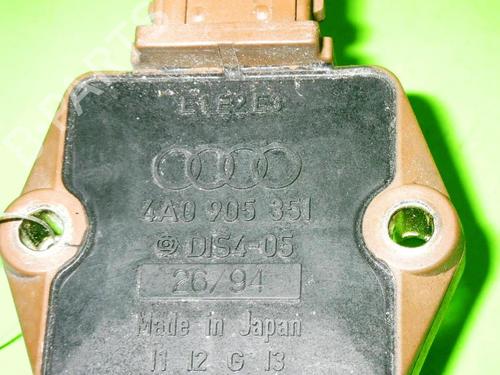 E1 E2 E3
4A0 905 351
DIS4-05
26/94
Made in Japan
I1 I2 G I3